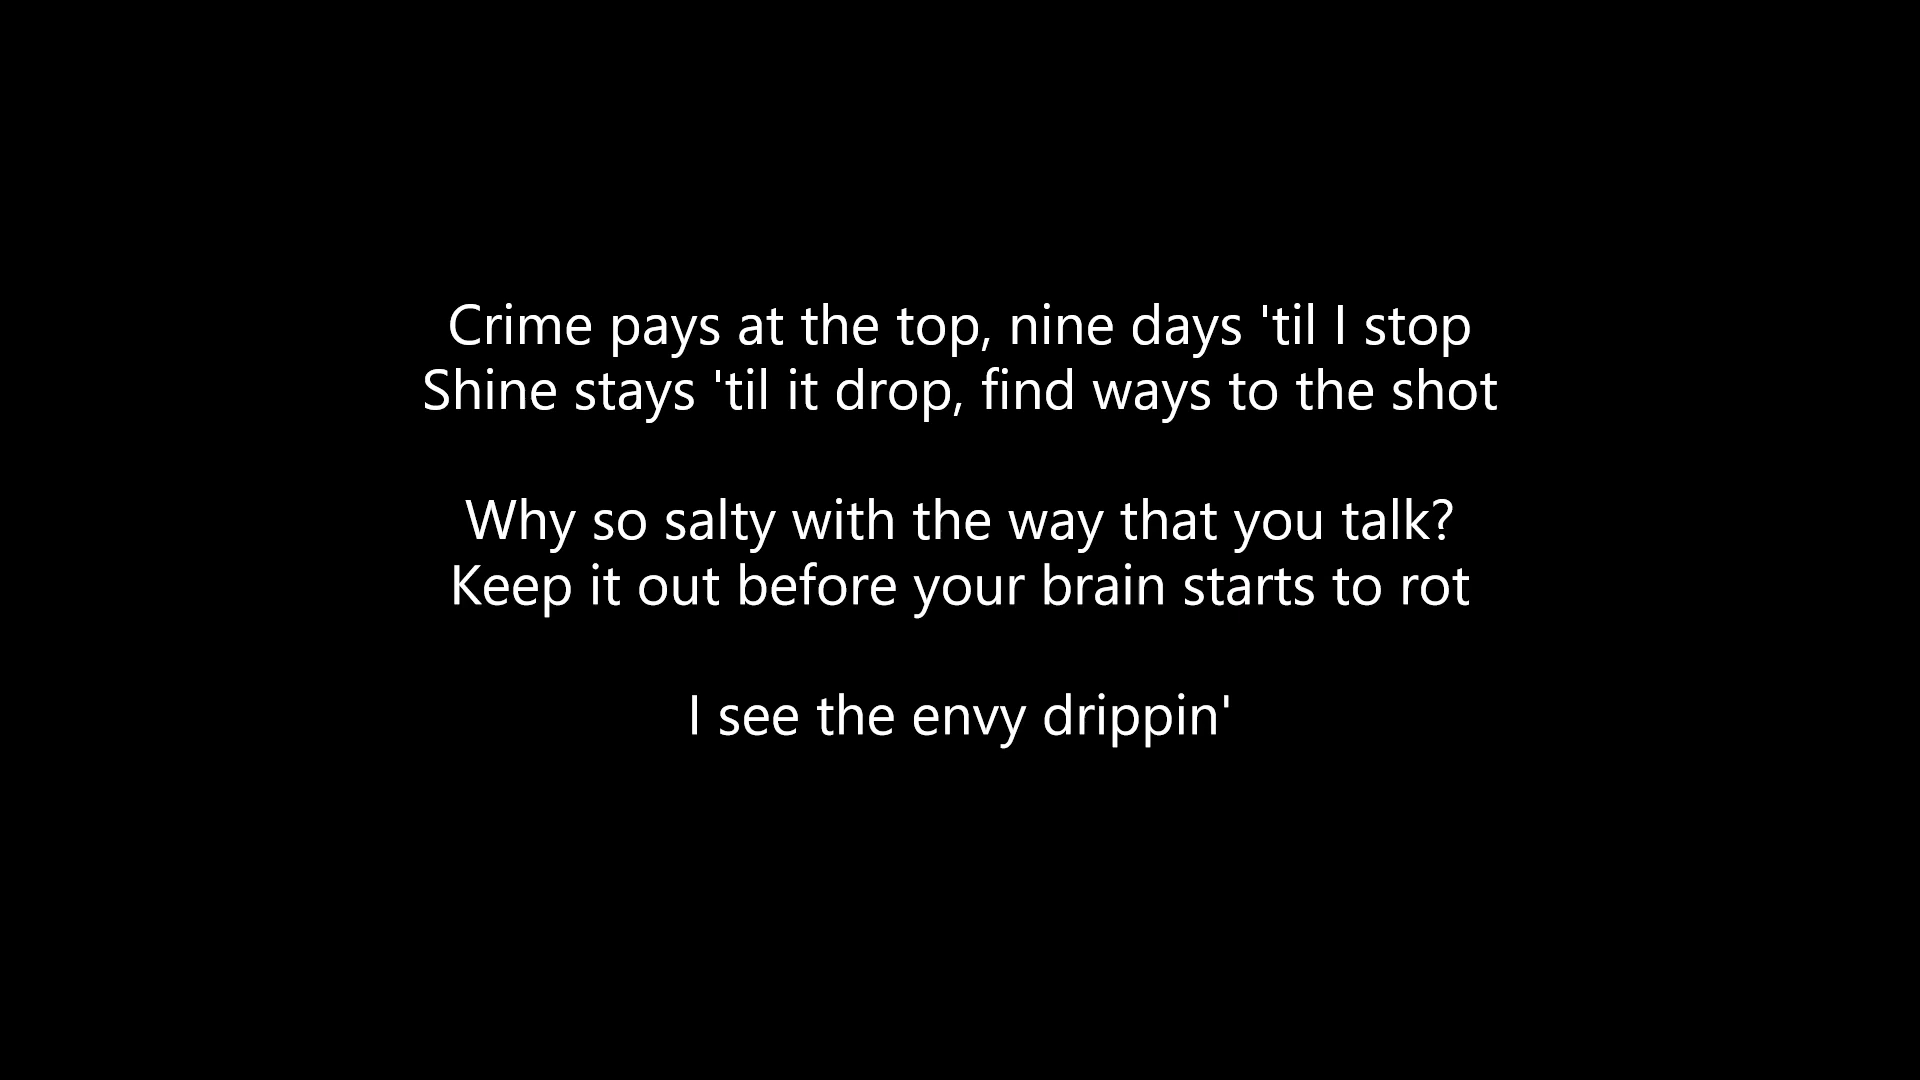 Crime pays at the top, nine days 'til I stop
Shine stays 'til it drop, find ways to the shot
Why so salty with the way that you talk?
Keep it out before your brain starts to rot
I see the envy drippin'